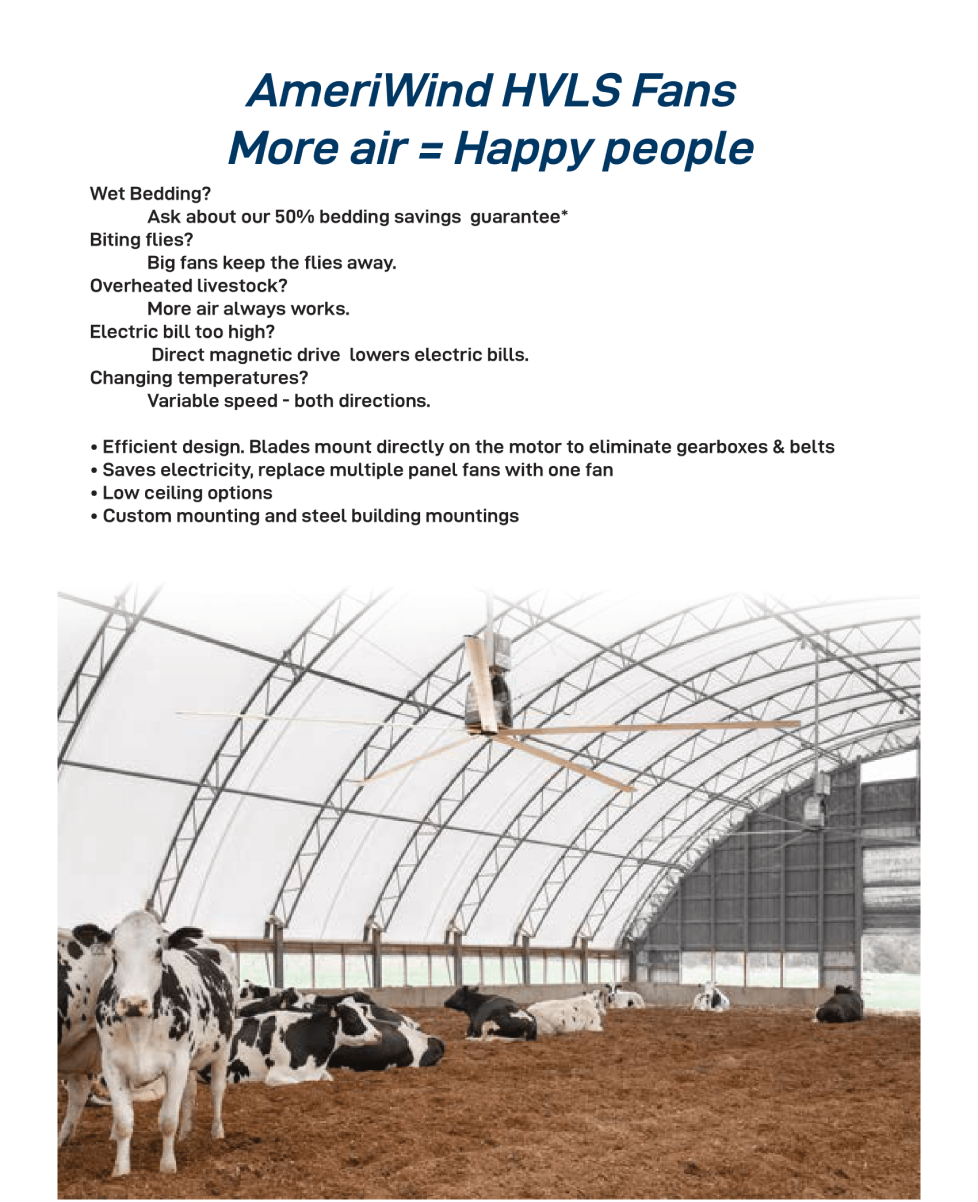 AmeriWind HVLS Fans
More air = Happy people
Wet Bedding?
Ask about our 50% bedding savings guarantee*
Biting flies?
Big fans keep the flies away.
Overheated livestock?
More air always works.
Electric bill too high?
Direct magnetic drive lowers electric bills.
Changing temperatures?
Variable speed - both directions.
• Efficient design. Blades mount directly on the motor to eliminate gearboxes & belts
• Saves electricity, replace multiple panel fans with one fan
• Low ceiling options
• Custom mounting and steel building mountings